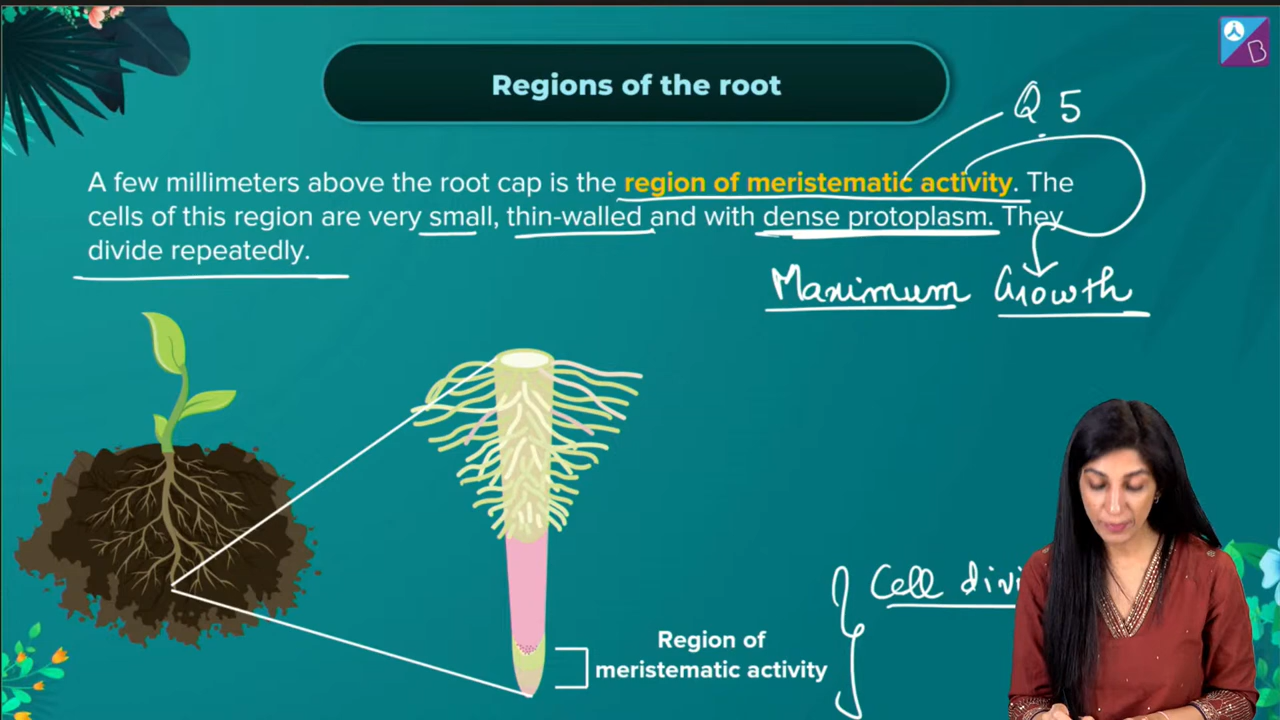 Regions of the root
B
Q 5
A few millimeters above the root cap is the region of meristematic activity. The
cells of this region are very small, thin-walled and with dense protoplasm. They
divide repeatedly.
Maximum Growth
Cell divi
Region of
meristematic activity